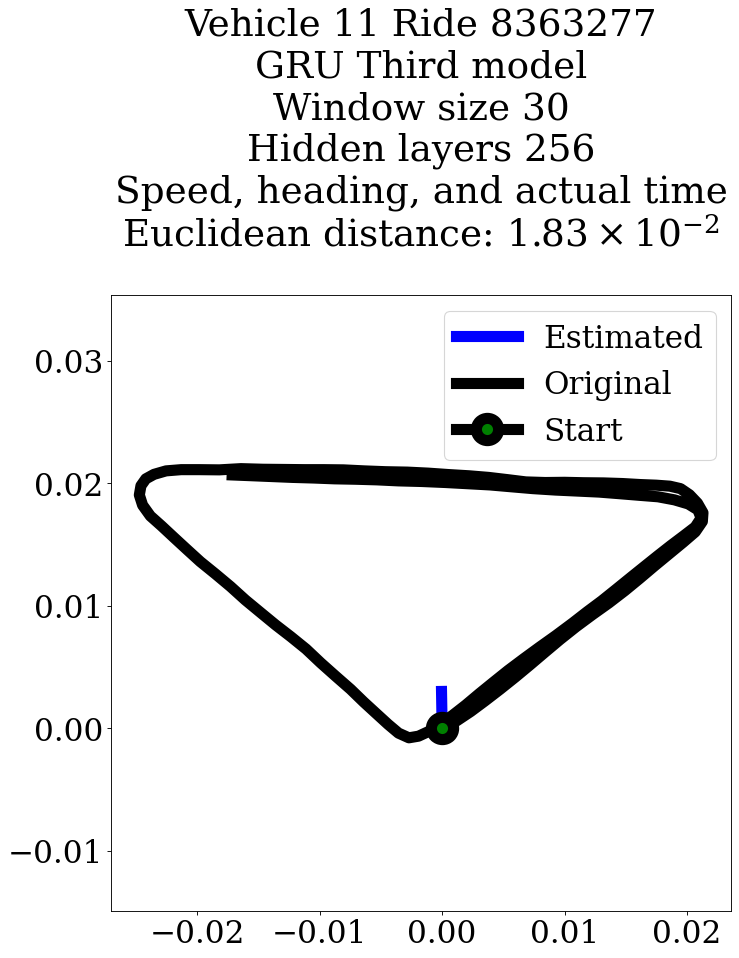 Vehicle 11 Ride 8363277
GRU Third model
Window size 30
Hidden layers 256
Speed, heading, and actual time
Euclidean distance: 1.83 × 10⁻²
Estimated
Original
Start
0.03
0.02
0.01
0.00
−0.01
−0.02 −0.01 0.00 0.01 0.02